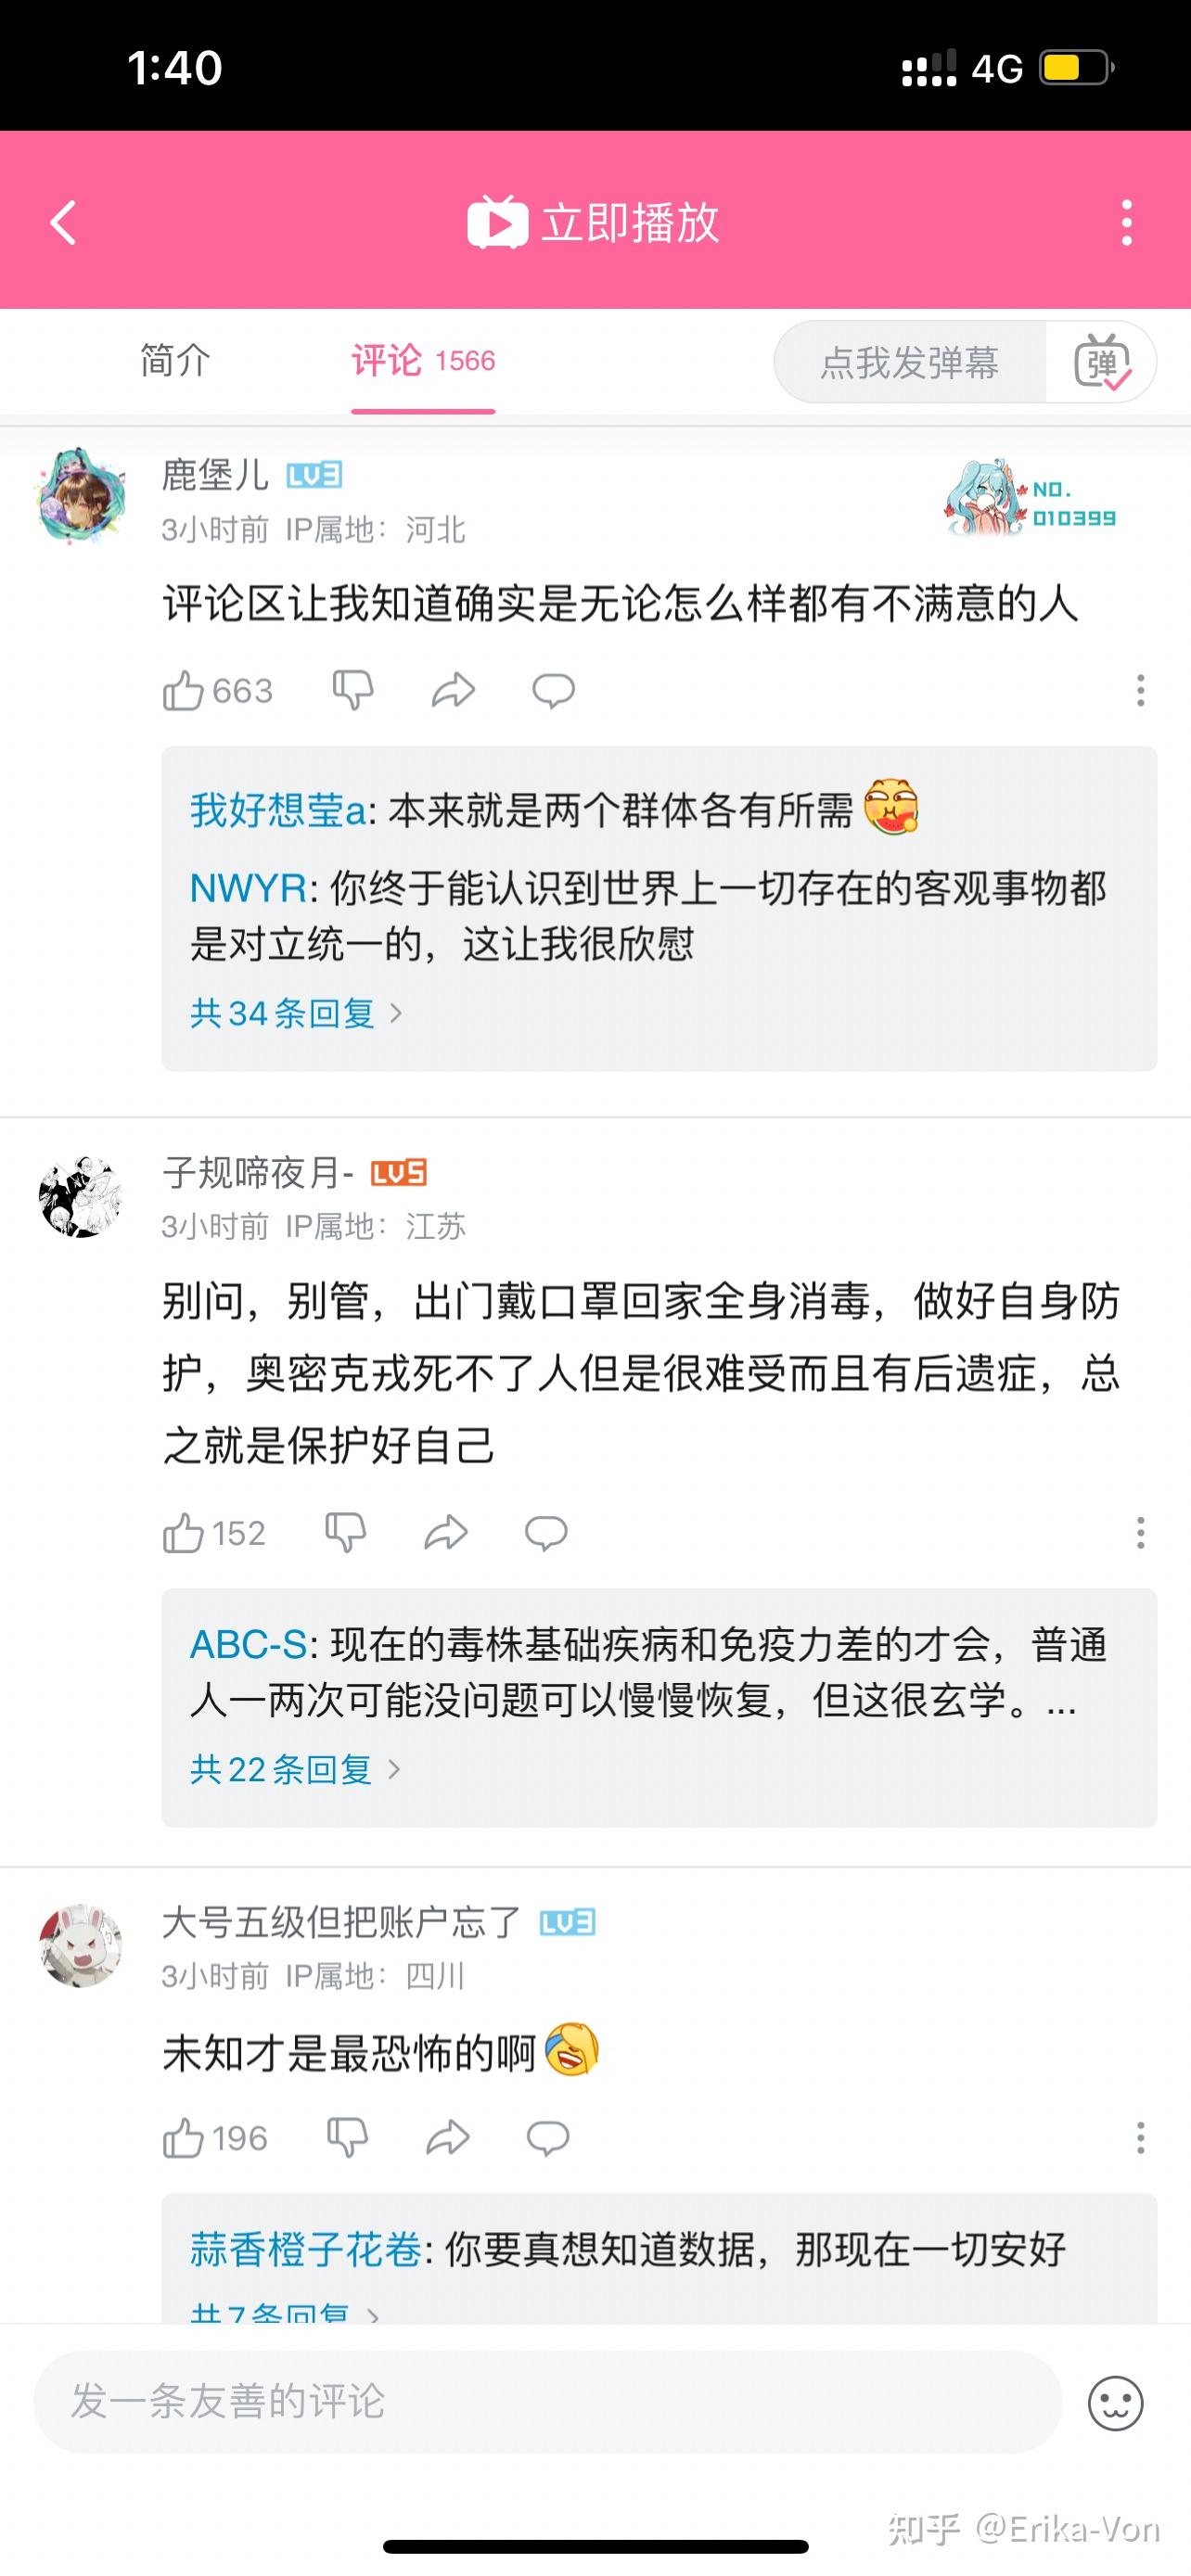 1:40
4G
立即播放
简介
评论 1566
点我发弹幕
弹
鹿堡儿 LV3
3小时前 IP属地：河北
NO.
010399
评论区让我知道确实是无论怎么样都有不满意的人
663
我好想莹a: 本来就是两个群体各有所需
NWYR: 你终于能认识到世界上一切存在的客观事物都
是对立统一的，这让我很欣慰
共34条回复
子规啼夜月- LV5
3小时前 IP属地：江苏
别问，别管，出门戴口罩回家全身消毒，做好自身防
护，奥密克戎死不了人但是很难受而且有后遗症，总
之就是保护好自己
152
ABC-S: 现在的毒株基础疾病和免疫力差的才会，普通
人一两次可能没问题可以慢慢恢复，但这很玄学。...
共22条回复
大号五级但把账户忘了 LV3
3小时前 IP属地：四川
未知才是最恐怖的啊
196
蒜香橙子花卷: 你要真想知道数据，那现在一切安好
共7条回复
发一条友善的评论
知乎 @Erika-Von